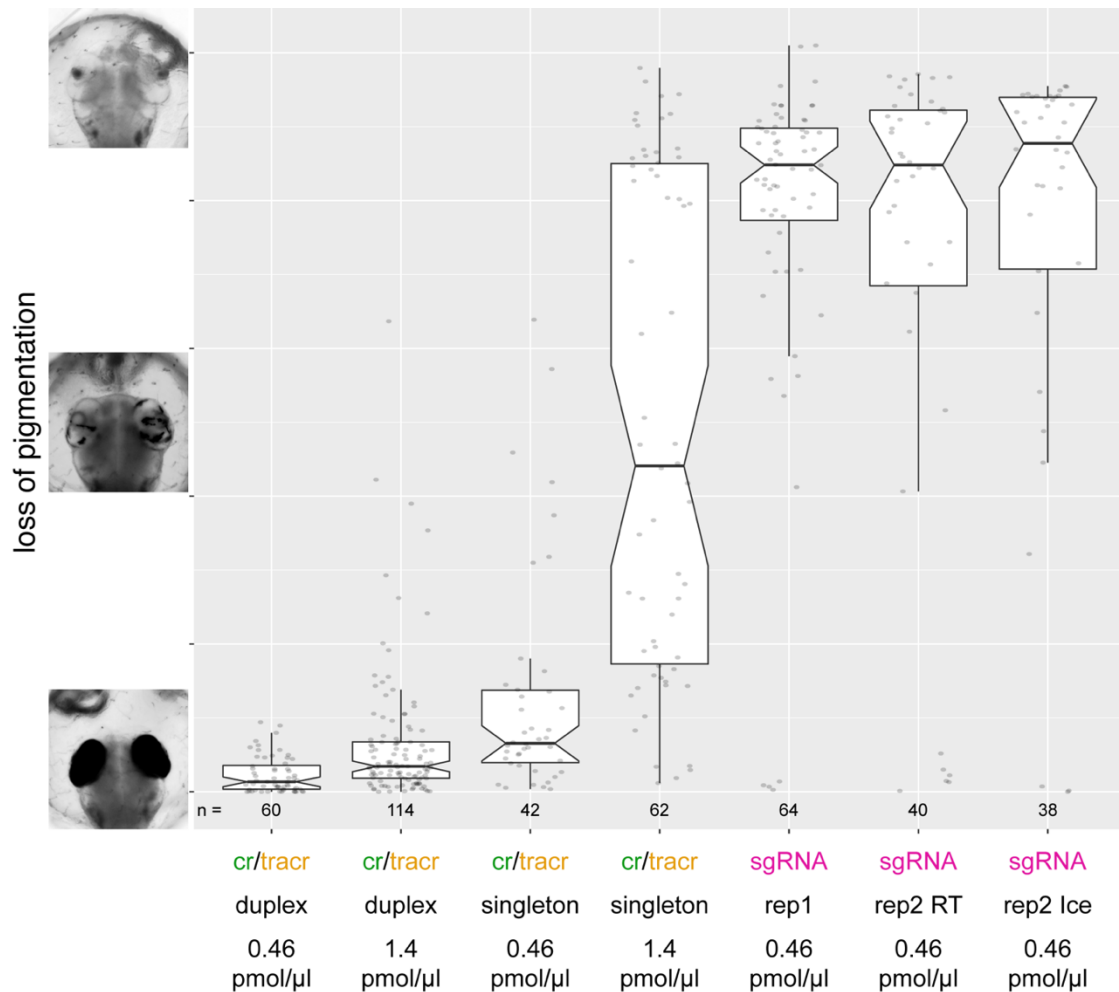 loss of pigmentation
n = 60 114 42 62 64 40 38
cr/tracr cr/tracr cr/tracr cr/tracr sgRNA sgRNA sgRNA
duplex duplex singleton singleton rep1 rep2 RT rep2 Ice
0.46 1.4 0.46 1.4 0.46 0.46 0.46
pmol/µl pmol/µl pmol/µl pmol/µl pmol/µl pmol/µl pmol/µl